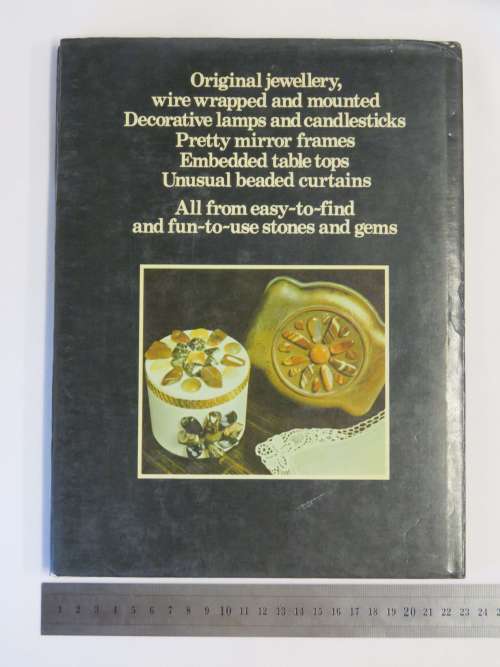 Original jewellery,
wire wrapped and mounted
Decorative lamps and candlesticks
Pretty mirror frames
Embedded table tops
Unusual beaded curtains
All from easy-to-find
and fun-to-use stones and gems
1 2 3 4 5 6 7 8 9 10 11 12 13 14 15 16 17 18 19 20 21 22 23 24